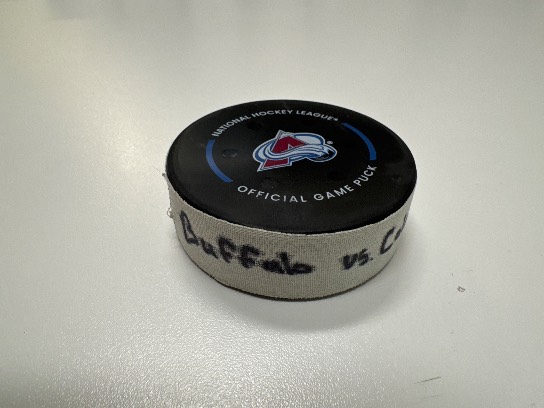 NATIONAL HOCKEY LEAGUE®
OFFICIAL GAME PUCK
Buffalo vs.